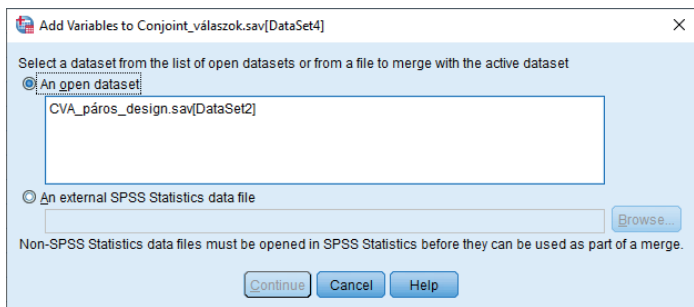 Add Variables to Conjoint_válaszok.sav[DataSet4]
Select a dataset from the list of open datasets or from a file to merge with the active dataset
An open dataset
CVA_páros_design.sav[DataSet2]
An external SPSS Statistics data file
Browse...
Non-SPSS Statistics data files must be opened in SPSS Statistics before they can be used as part of a merge.
Continue Cancel Help